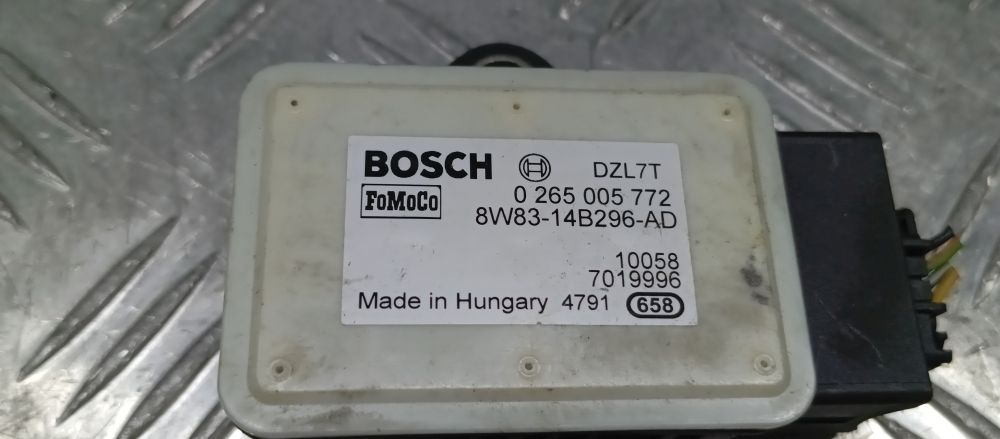 BOSCH DZL7T
FoMoCo 0 265 005 772
8W83-14B296-AD
10058
7019996
Made in Hungary 4791 658